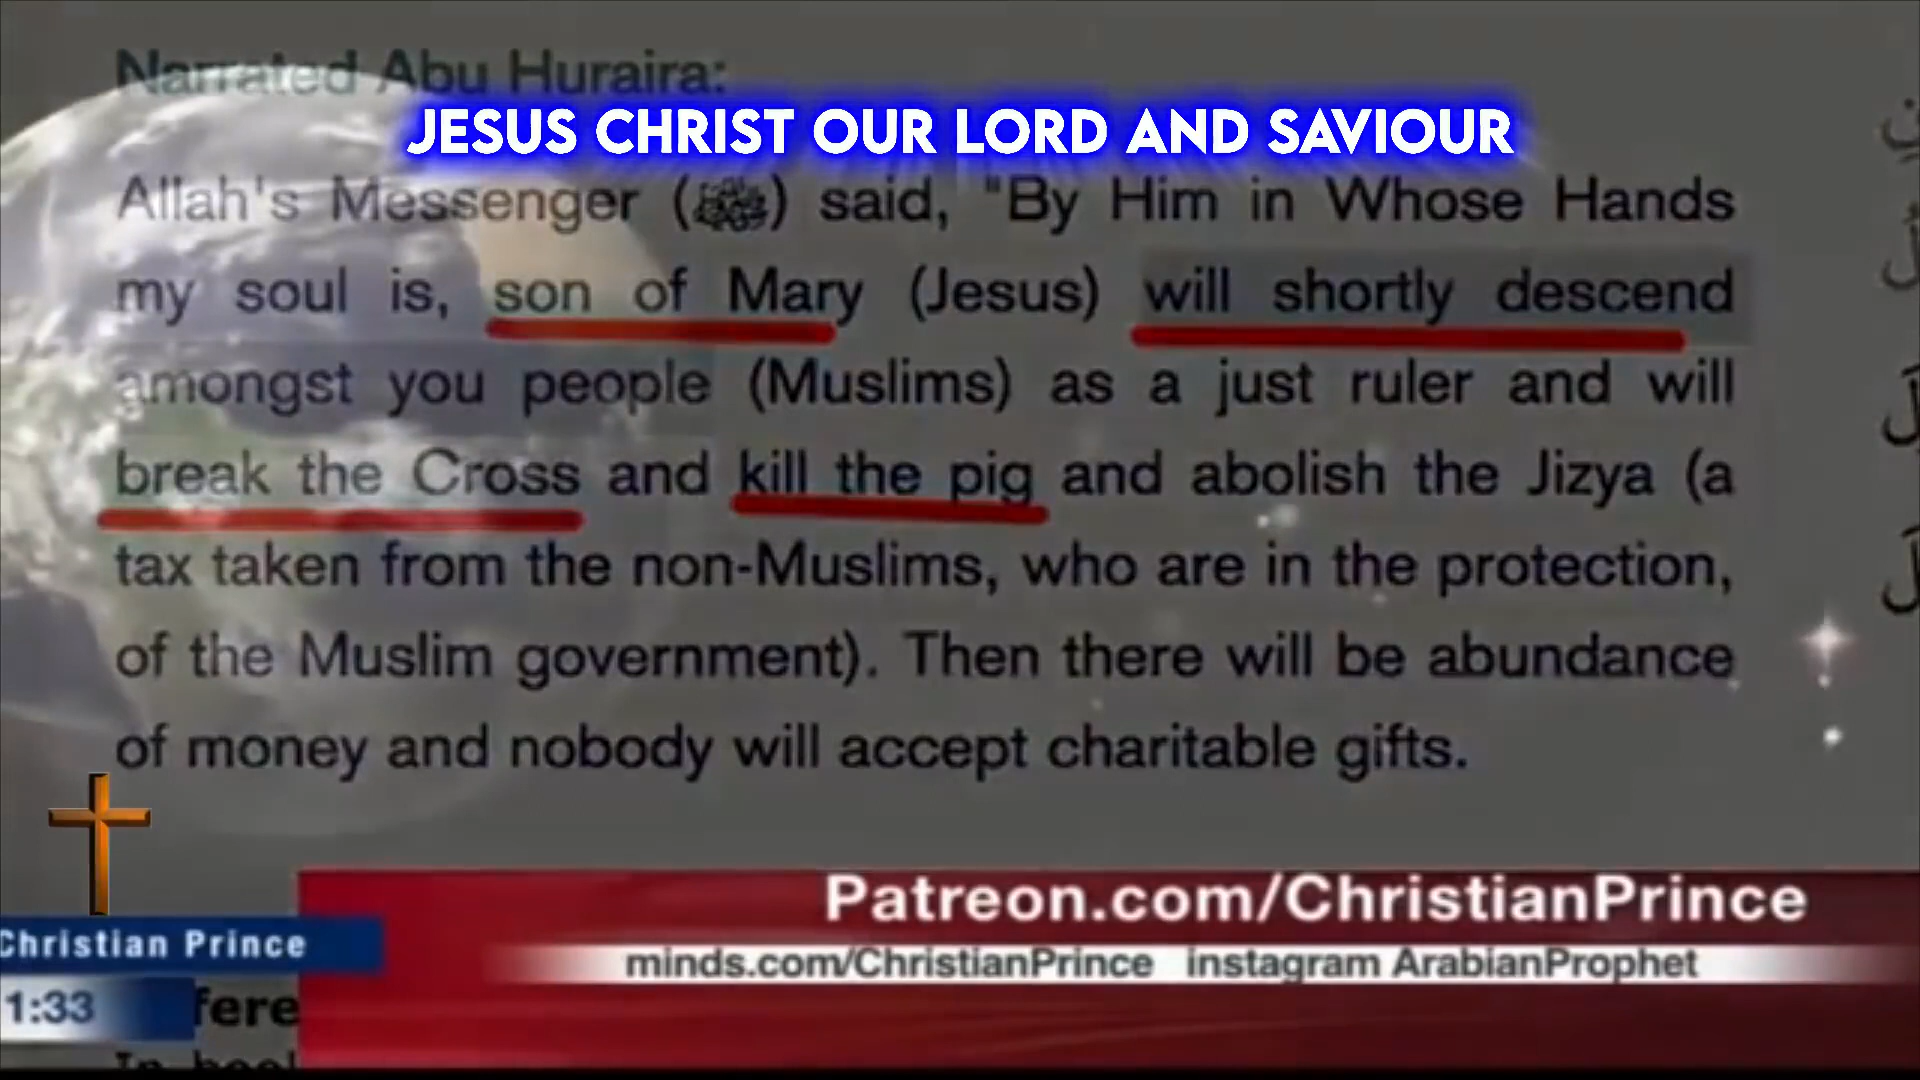 Narrated Abu Huraira:
JESUS CHRIST OUR LORD AND SAVIOUR
Allah's Messenger (ﷺ) said, "By Him in Whose Hands
my soul is, son of Mary (Jesus) will shortly descend
amongst you people (Muslims) as a just ruler and will
break the Cross and kill the pig and abolish the Jizya (a
tax taken from the non-Muslims, who are in the protection,
of the Muslim government). Then there will be abundance
of money and nobody will accept charitable gifts.
Patreon.com/ChristianPrince
Christian Prince
minds.com/ChristianPrince instagram ArabianProphet
1:33
fere